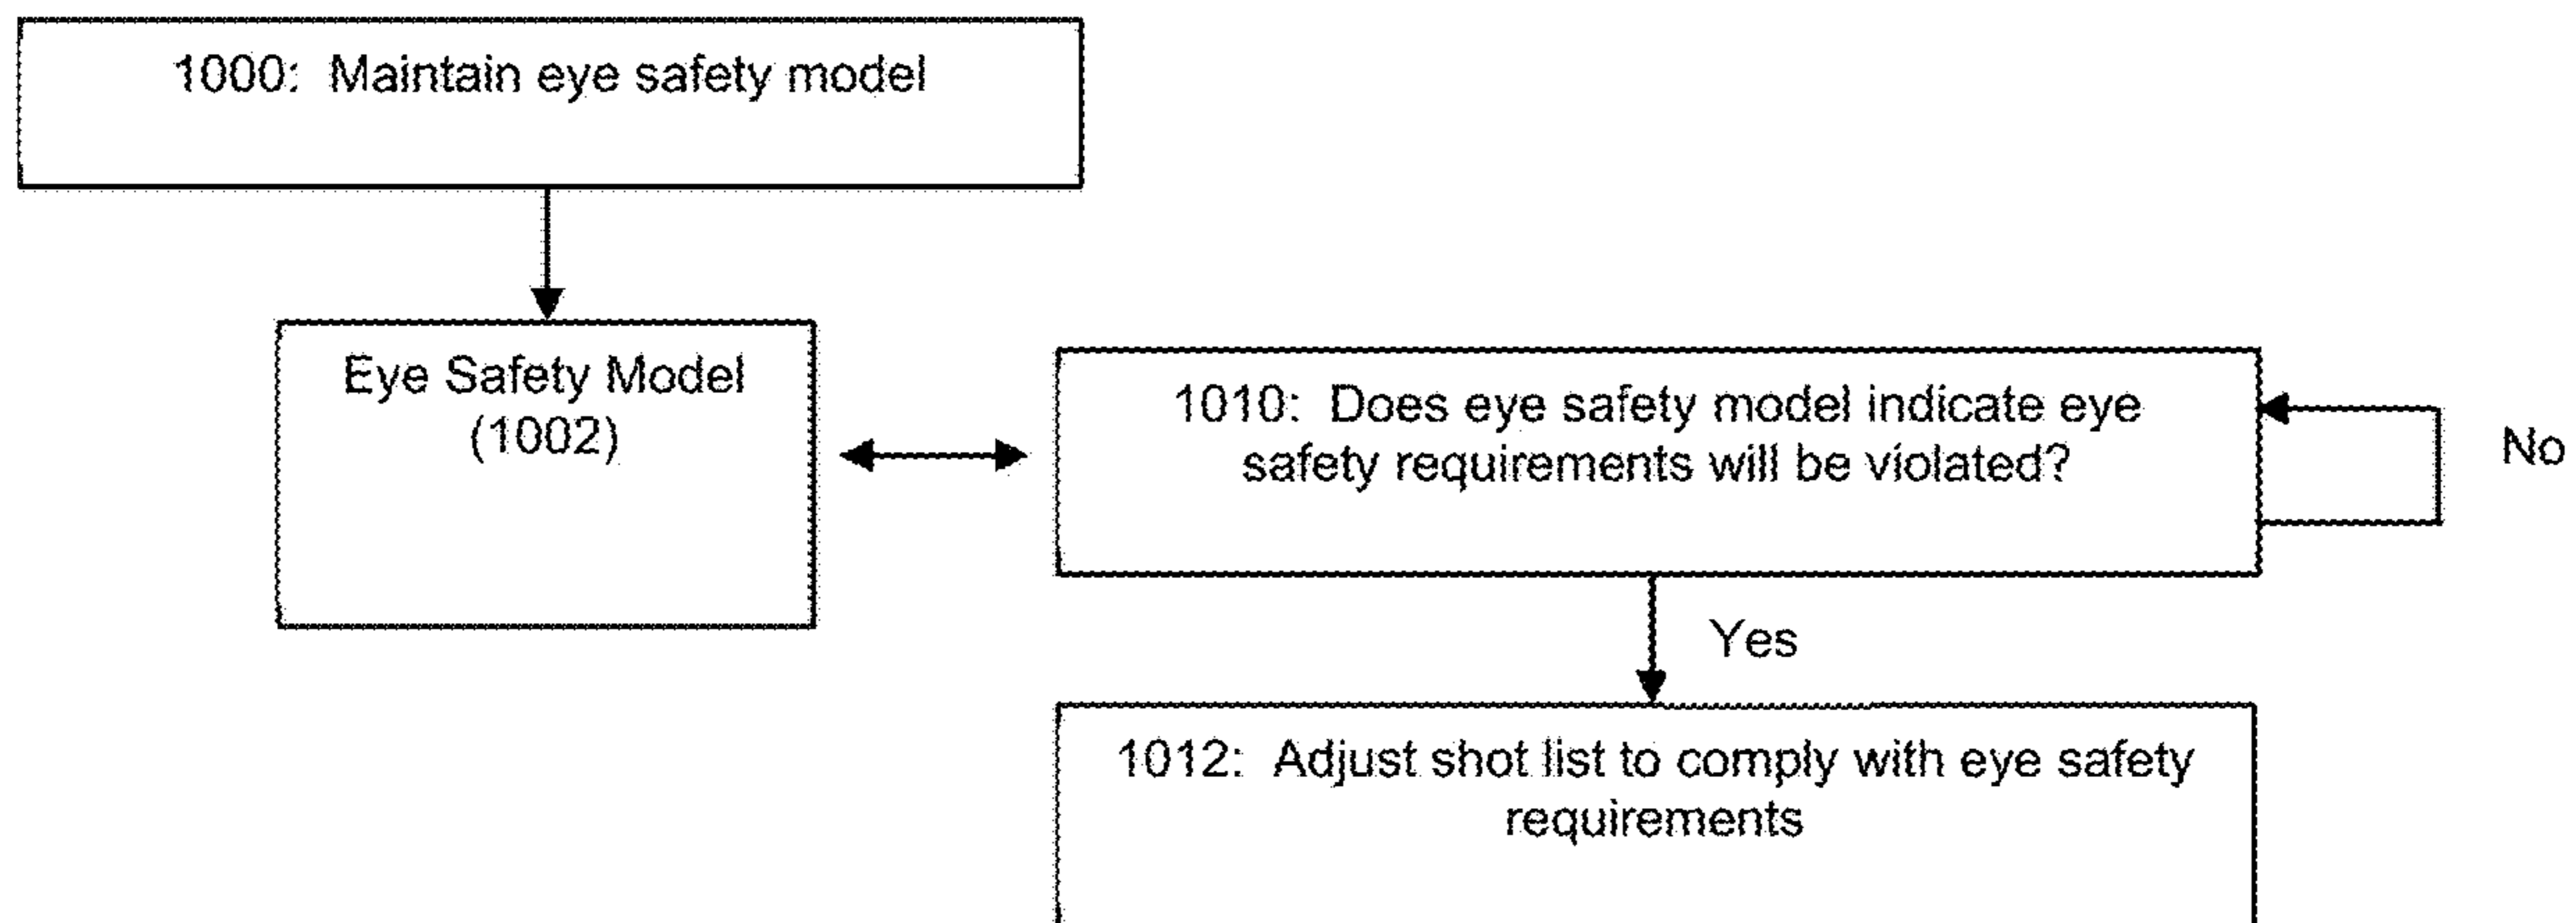 1000: Maintain eye safety model
Eye Safety Model
(1002)
1010: Does eye safety model indicate eye
safety requirements will be violated?
No
Yes
1012: Adjust shot list to comply with eye safety
requirements